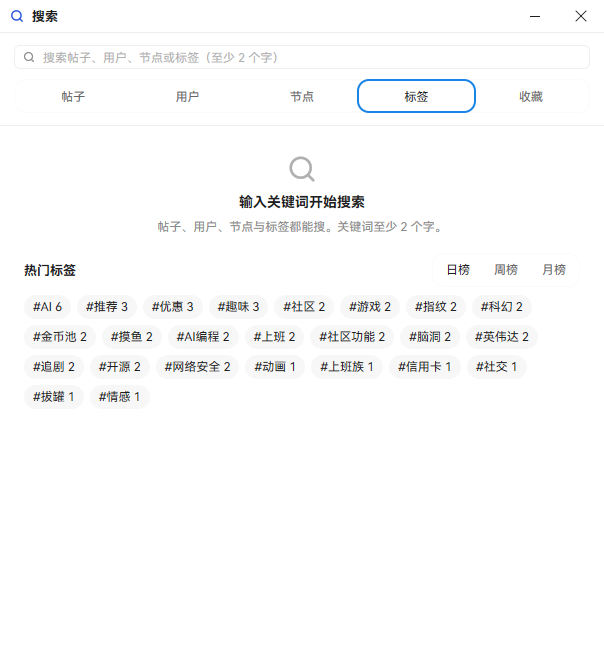 搜索
搜索帖子、用户、节点或标签（至少 2 个字）
帖子 用户 节点 标签 收藏
输入关键词开始搜索
帖子、用户、节点与标签都能搜。关键词至少 2 个字。
热门标签 日榜 周榜 月榜
#AI 6 #推荐 3 #优惠 3 #趣味 3 #社区 2 #游戏 2 #指纹 2 #科幻 2
#金币池 2 #摸鱼 2 #AI编程 2 #上班 2 #社区功能 2 #脑洞 2 #英伟达 2
#追剧 2 #开源 2 #网络安全 2 #动画 1 #上班族 1 #信用卡 1 #社交 1
#拔罐 1 #情感 1